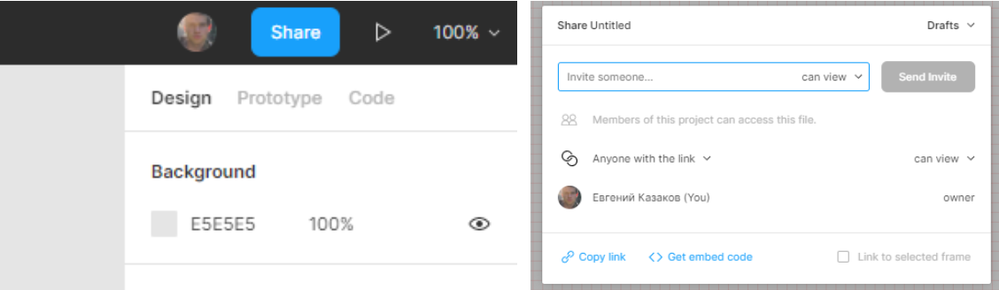 Share 100%
Design Prototype Code
Background
E5E5E5 100%
Share Untitled Drafts
Invite someone... can view Send Invite
Members of this project can access this file.
Anyone with the link can view
Евгений Казаков (You) owner
Copy link Get embed code Link to selected frame